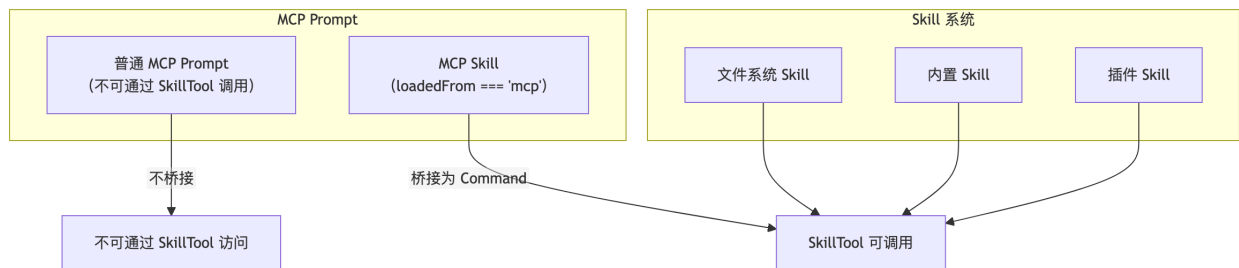 MCP Prompt
普通 MCP Prompt
（不可通过 SkillTool 调用）
MCP Skill
（loadedFrom === 'mcp'）
Skill 系统
文件系统 Skill
内置 Skill
插件 Skill
不桥接
桥接为 Command
不可通过 SkillTool 访问
SkillTool 可调用